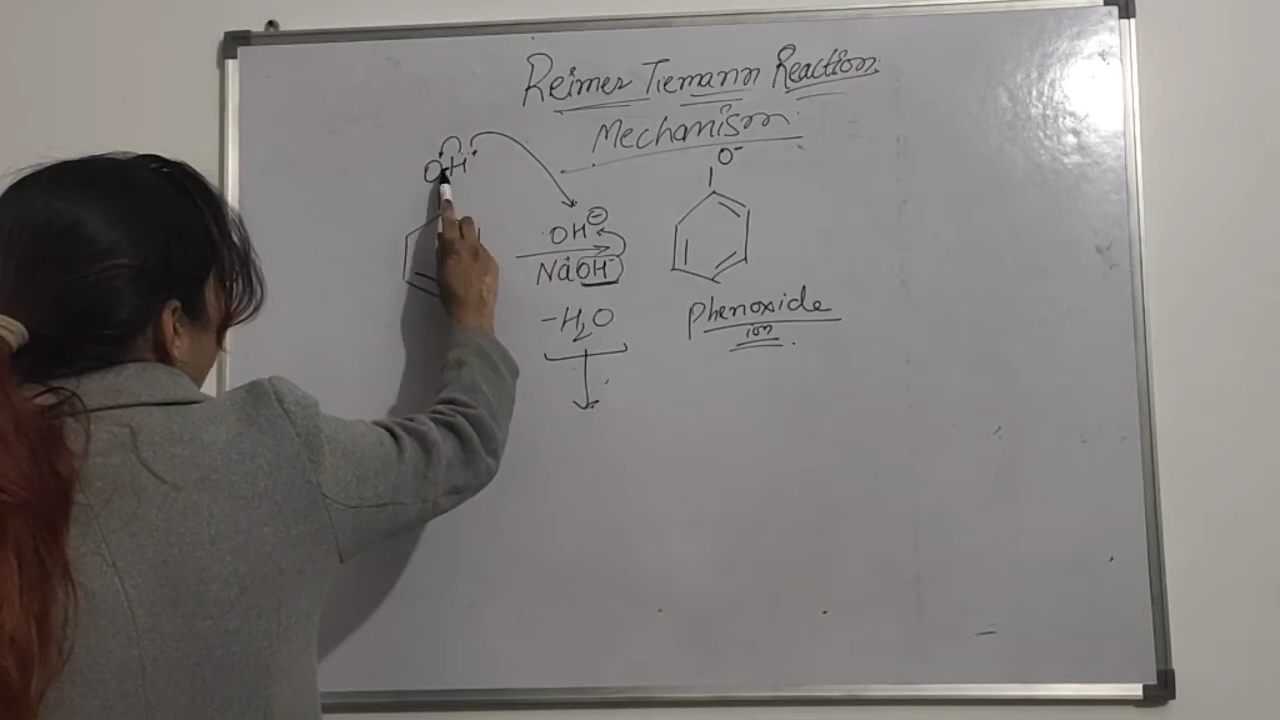 Reimer Tiemann Reaction
Mechanism
OH
O⁻
OH⊖
NaOH⁻
-H₂O
Phenoxide
ion